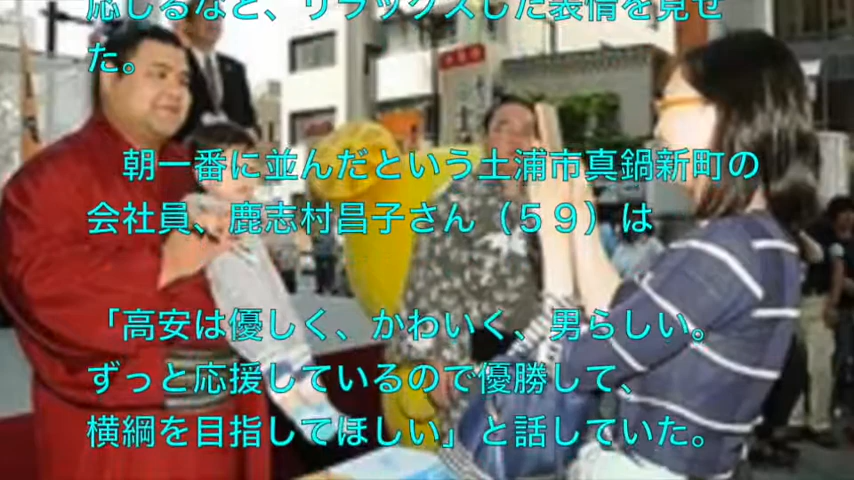 応じるなど、リラックスした表情を見せ
た。
朝一番に並んだという土浦市真鍋新町の
会社員、鹿志村昌子さん（５９）は
「高安は優しく、かわいく、男らしい。
ずっと応援しているので優勝して、
横綱を目指してほしい」と話していた。